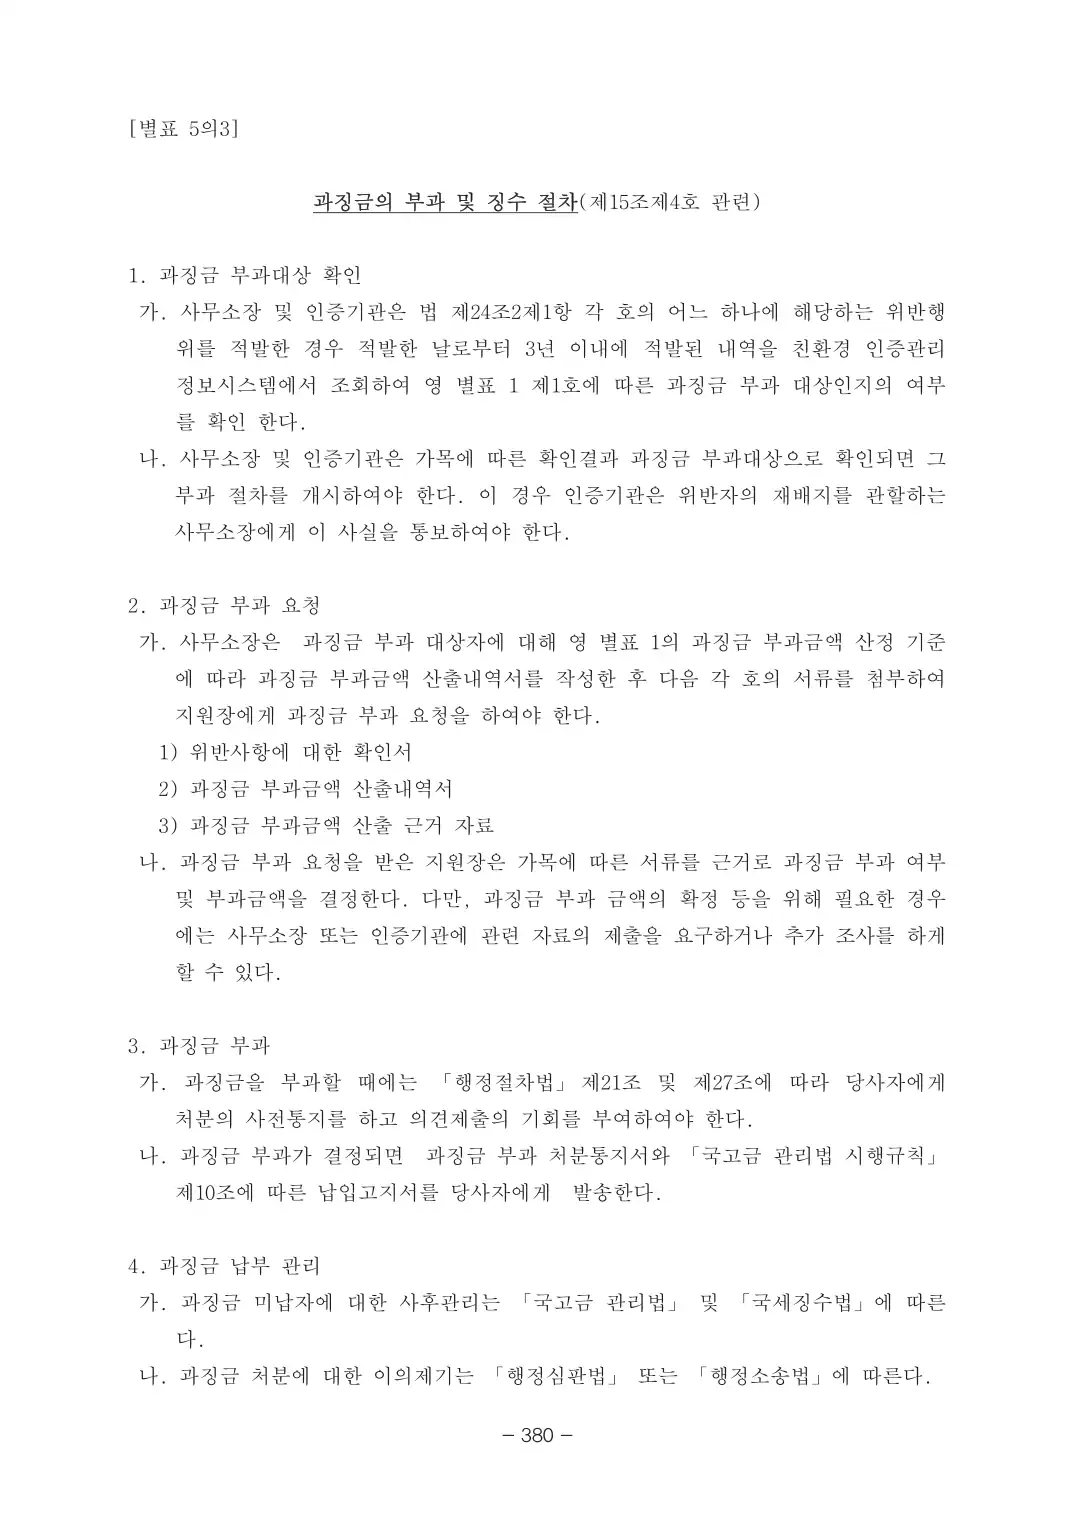 [별표 5의3]
과징금의 부과 및 징수 절차(제15조제4호 관련)
1. 과징금 부과대상 확인
가. 사무소장 및 인증기관은 법 제24조2제1항 각 호의 어느 하나에 해당하는 위반행
위를 적발한 경우 적발한 날로부터 3년 이내에 적발된 내역을 친환경 인증관리
정보시스템에서 조회하여 영 별표 1 제1호에 따른 과징금 부과 대상인지의 여부
를 확인 한다.
나. 사무소장 및 인증기관은 가목에 따른 확인결과 과징금 부과대상으로 확인되면 그
부과 절차를 개시하여야 한다. 이 경우 인증기관은 위반자의 재배지를 관할하는
사무소장에게 이 사실을 통보하여야 한다.
2. 과징금 부과 요청
가. 사무소장은 과징금 부과 대상자에 대해 영 별표 1의 과징금 부과금액 산정 기준
에 따라 과징금 부과금액 산출내역서를 작성한 후 다음 각 호의 서류를 첨부하여
지원장에게 과징금 부과 요청을 하여야 한다.
1) 위반사항에 대한 확인서
2) 과징금 부과금액 산출내역서
3) 과징금 부과금액 산출 근거 자료
나. 과징금 부과 요청을 받은 지원장은 가목에 따른 서류를 근거로 과징금 부과 여부
및 부과금액을 결정한다. 다만, 과징금 부과 금액의 확정 등을 위해 필요한 경우
에는 사무소장 또는 인증기관에 관련 자료의 제출을 요구하거나 추가 조사를 하게
할 수 있다.
3. 과징금 부과
가. 과징금을 부과할 때에는 「행정절차법」제21조 및 제27조에 따라 당사자에게
처분의 사전통지를 하고 의견제출의 기회를 부여하여야 한다.
나. 과징금 부과가 결정되면 과징금 부과 처분통지서와 「국고금 관리법 시행규칙」
제10조에 따른 납입고지서를 당사자에게 발송한다.
4. 과징금 납부 관리
가. 과징금 미납자에 대한 사후관리는 「국고금 관리법」 및 「국세징수법」에 따른
다.
나. 과징금 처분에 대한 이의제기는 「행정심판법」 또는 「행정소송법」에 따른다.
- 380 -